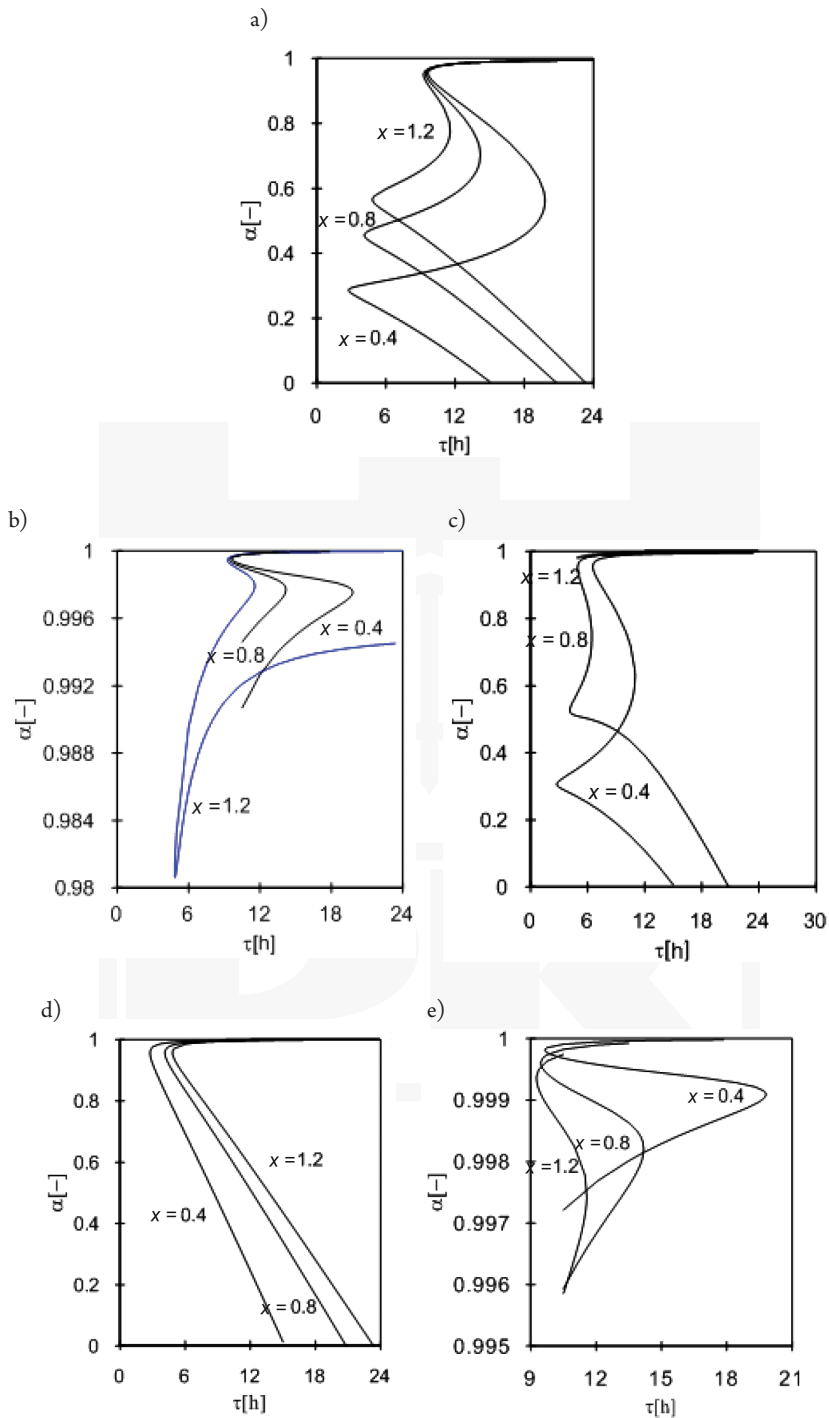 a)
1
0.8
0.6
0.4
0.2
0
α[−]
x = 1.2
x = 0.8
x = 0.4
0 6 12 18 24
τ[h]
b)
1
0.996
0.992
0.988
0.984
0.98
α[−]
x = 0.4
x = 0.8
x = 1.2
0 6 12 18 24
τ[h]
c)
1
0.8
0.6
0.4
0.2
0
α[−]
x = 1.2
x = 0.8
x = 0.4
0 6 12 18 24 30
τ[h]
d)
1
0.8
0.6
0.4
0.2
0
α[−]
x = 1.2
x = 0.4
x = 0.8
0 6 12 18 24
τ[h]
e)
1
0.999
0.998
0.997
0.996
0.995
α[−]
x = 0.4
x = 0.8
x = 1.2
9 12 15 18 21
τ[h]